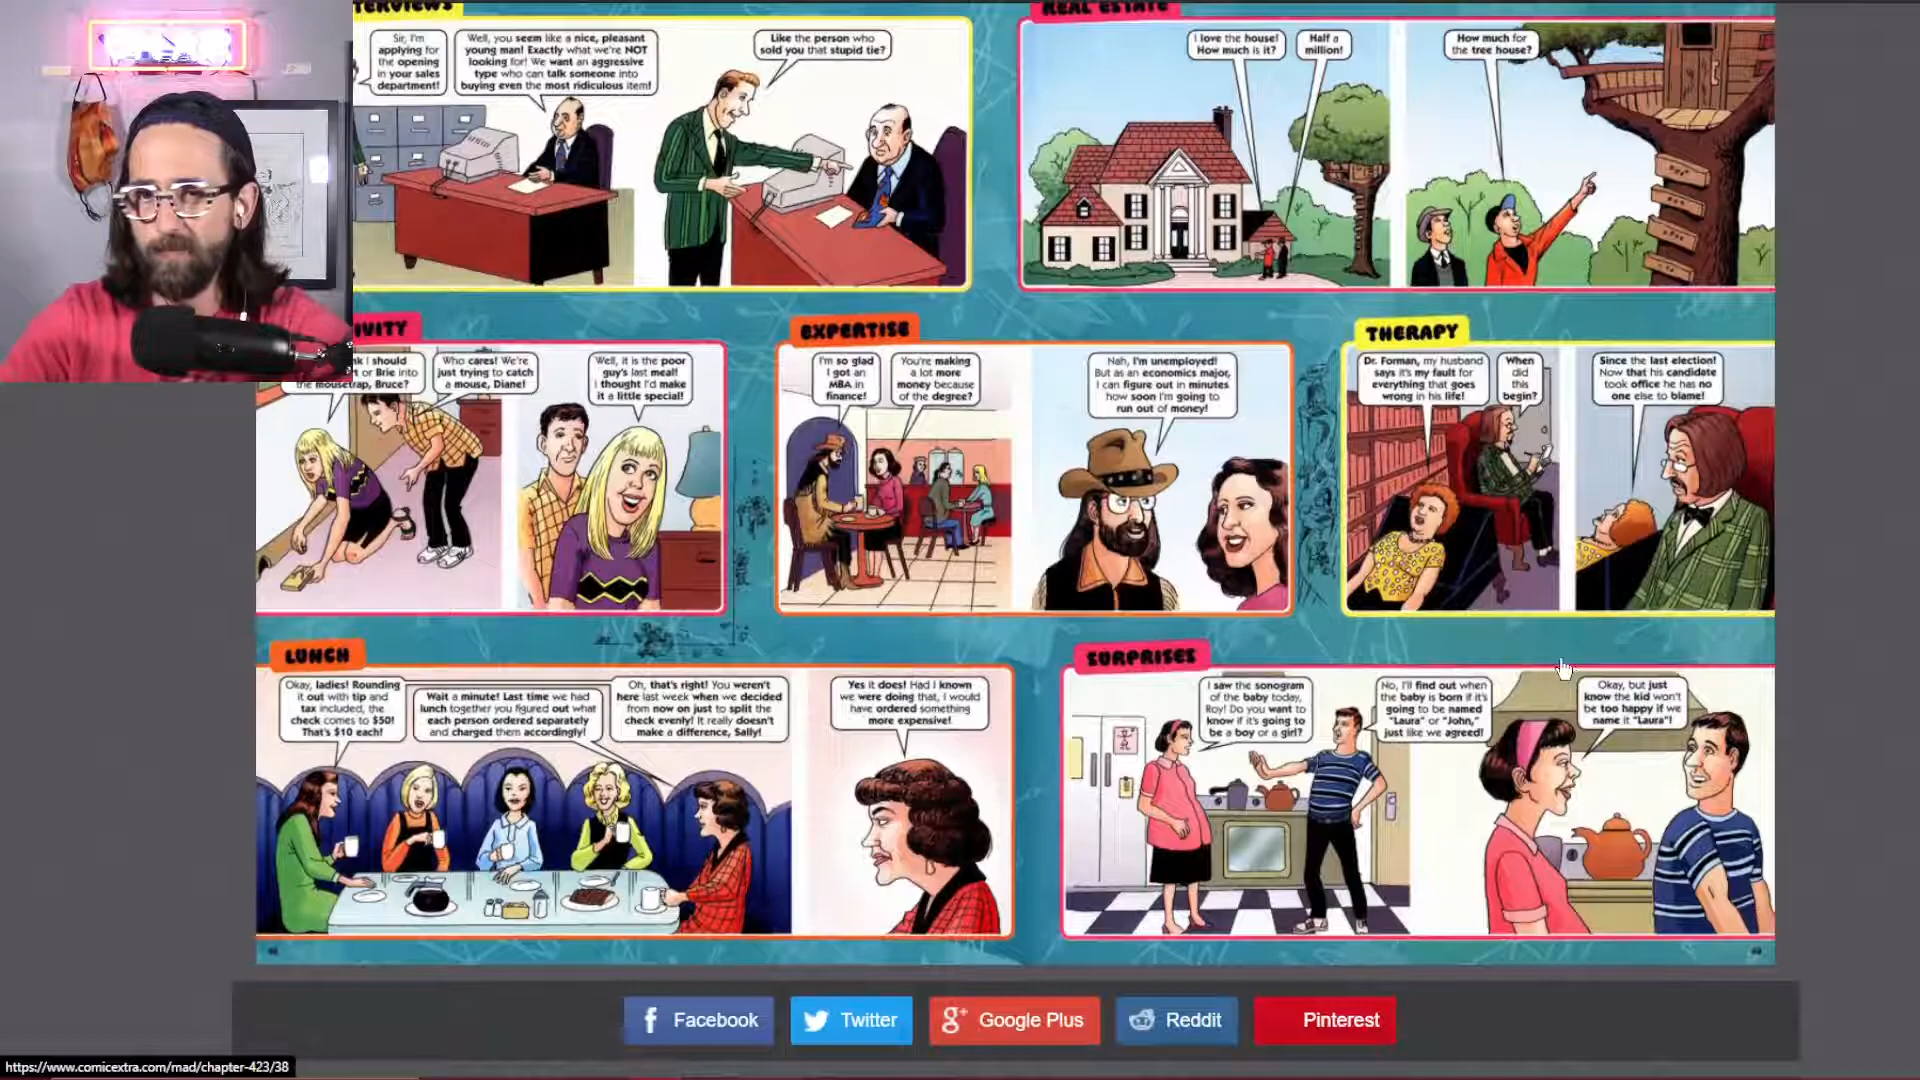 TERVIEWS
Sir, I'm
applying for
the opening
in your sales
department!
Well, you seem like a nice, pleasant
young man! Exactly what we're NOT
looking for! We want an aggressive
type who can talk someone into
buying even the most ridiculous item!
Like the person who
sold you that stupid tie?
REAL ESTATE
I love the house!
How much is it?
Half a
million!
How much for
the tree house?
IVITY
I should
or Brie into
the mousetrap, Bruce?
Who cares! We're
just trying to catch
a mouse, Diane!
Well, it is the poor
guy's last meal!
I thought I'd make
it a little special!
EXPERTISE
I'm so glad
I got an
MBA in
finance!
You're making
a lot more
money because
of the degree?
Nah, I'm unemployed!
But as an economics major,
I can figure out in minutes
how soon I'm going to
run out of money!
THERAPY
Dr. Forman, my husband
says it's my fault for
everything that goes
wrong in his life!
When
did
this
begin?
Since the last election!
Now that his candidate
took office he has no
one else to blame!
LUNCH
Okay, ladies! Rounding
it out with tip and
tax included, the
check comes to $50!
That's $10 each!
Wait a minute! Last time we had
lunch together you figured out what
each person ordered separately
and charged them accordingly!
Oh, that's right! You weren't
here last week when we decided
from now on just to split the
check evenly! It really doesn't
make a difference, Sally!
Yes it does! Had I known
we were doing that, I would
have ordered something
more expensive!
SURPRISES
I saw the sonogram
of the baby today,
Roy! Do you want to
know if it's going to
be a boy or a girl?
No, I'll find out when
the baby is born if it's
going to be named
"Laura" or "John,"
just like we agreed!
Okay, but just
know the kid won't
be too happy if we
name it "Laura"!
Facebook
Twitter
g+ Google Plus
Reddit
Pinterest
https://www.comicextra.com/mad/chapter-423/38